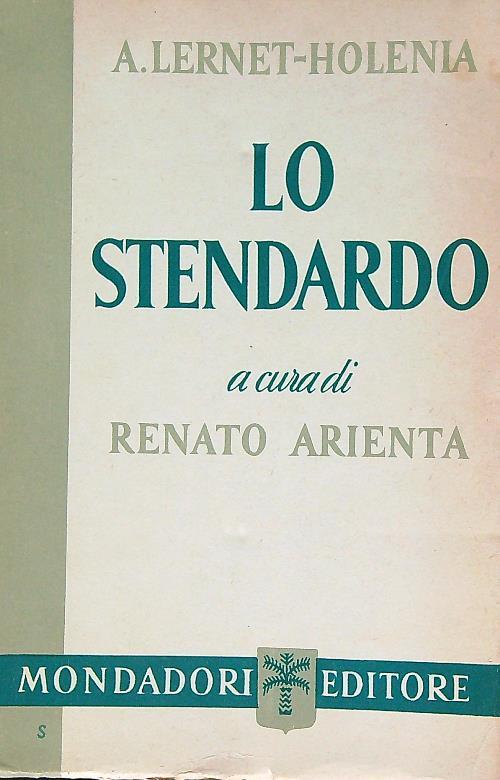 A. LERNET-HOLENIA
LO
STENDARDO
a cura di
RENATO ARIENTA
MONDADORI EDITORE
S